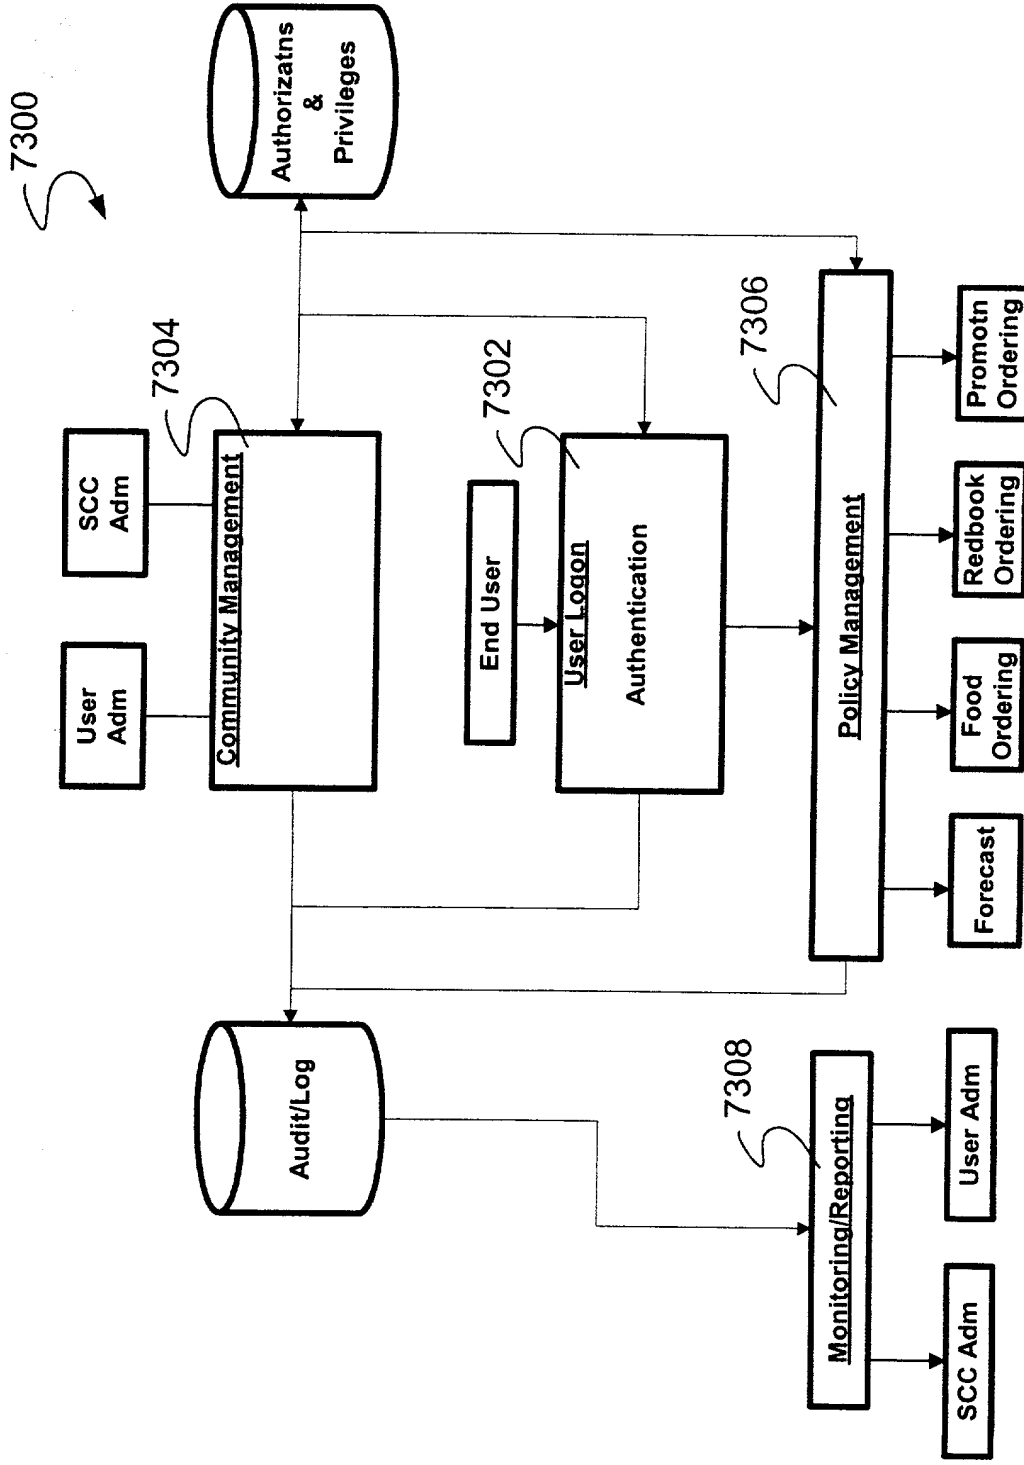 7300
SCC
Adm
User
Adm
7304
Authorizatns
&
Privileges
Community Management
Audit/Log
End User
7302
User Logon
Authentication
7306
7308
Policy Management
Monitoring/Reporting
SCC Adm
User Adm
Forecast
Food
Ordering
Redbook
Ordering
Promotn
Ordering